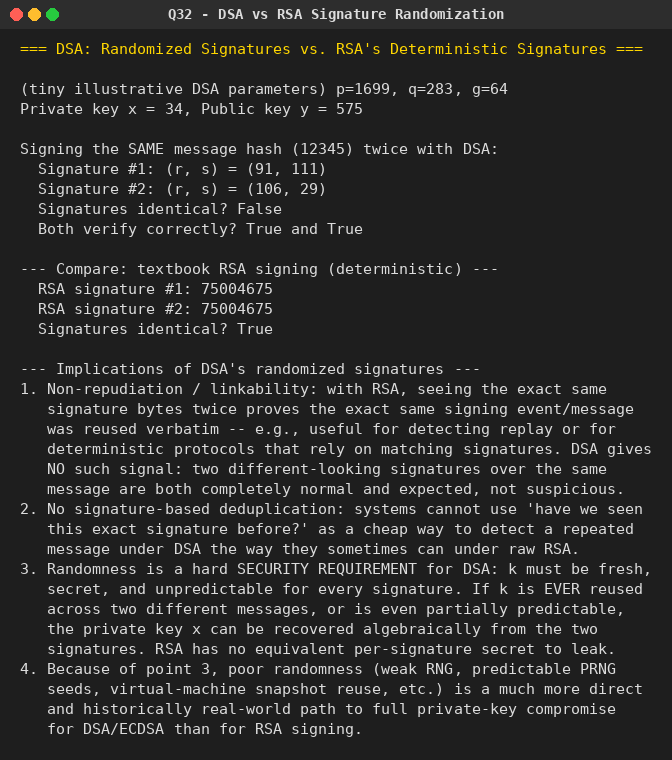 Q32 - DSA vs RSA Signature Randomization
=== DSA: Randomized Signatures vs. RSA's Deterministic Signatures ===
(tiny illustrative DSA parameters) p=1699, q=283, g=64
Private key x = 34, Public key y = 575
Signing the SAME message hash (12345) twice with DSA:
Signature #1: (r, s) = (91, 111)
Signature #2: (r, s) = (106, 29)
Signatures identical? False
Both verify correctly? True and True
--- Compare: textbook RSA signing (deterministic) ---
RSA signature #1: 75004675
RSA signature #2: 75004675
Signatures identical? True
--- Implications of DSA's randomized signatures ---
1. Non-repudiation / linkability: with RSA, seeing the exact same
signature bytes twice proves the exact same signing event/message
was reused verbatim -- e.g., useful for detecting replay or for
deterministic protocols that rely on matching signatures. DSA gives
NO such signal: two different-looking signatures over the same
message are both completely normal and expected, not suspicious.
2. No signature-based deduplication: systems cannot use 'have we seen
this exact signature before?' as a cheap way to detect a repeated
message under DSA the way they sometimes can under raw RSA.
3. Randomness is a hard SECURITY REQUIREMENT for DSA: k must be fresh,
secret, and unpredictable for every signature. If k is EVER reused
across two different messages, or is even partially predictable,
the private key x can be recovered algebraically from the two
signatures. RSA has no equivalent per-signature secret to leak.
4. Because of point 3, poor randomness (weak RNG, predictable PRNG
seeds, virtual-machine snapshot reuse, etc.) is a much more direct
and historically real-world path to full private-key compromise
for DSA/ECDSA than for RSA signing.